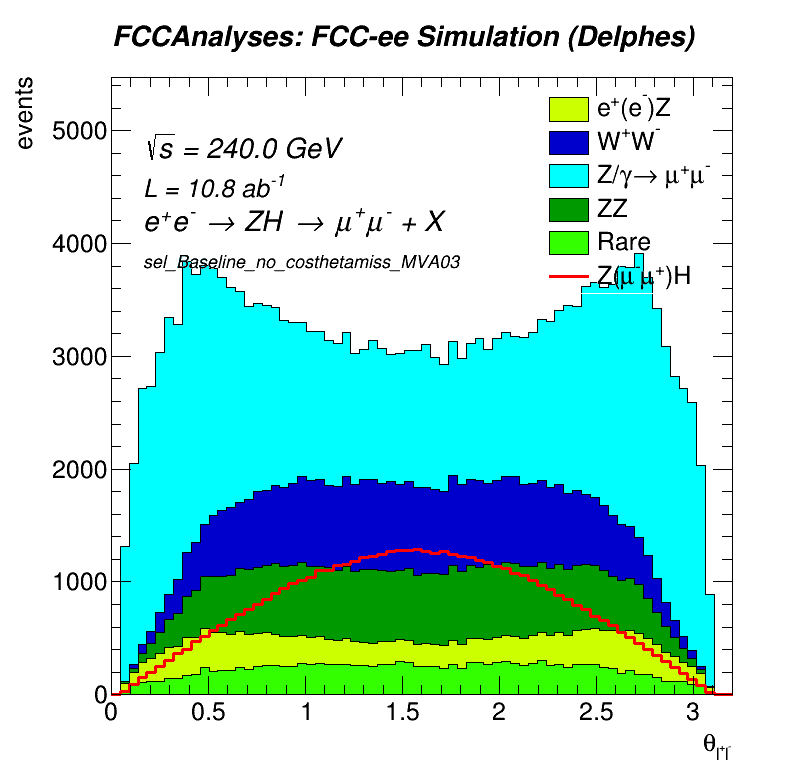 FCCAnalyses: FCC-ee Simulation (Delphes)
events
5000
4000
3000
2000
1000
0
√s = 240.0 GeV
L = 10.8 ab⁻¹
e⁺e⁻ → ZH → μ⁺μ⁻ + X
sel_Baseline_no_costhetamiss_MVA03
e⁺(e⁻)Z
W⁺W⁻
Z/γ→ μ⁺μ⁻
ZZ
Rare
Z(μ⁻μ⁺)H
0 0.5 1 1.5 2 2.5 3
θ_l⁺l⁻